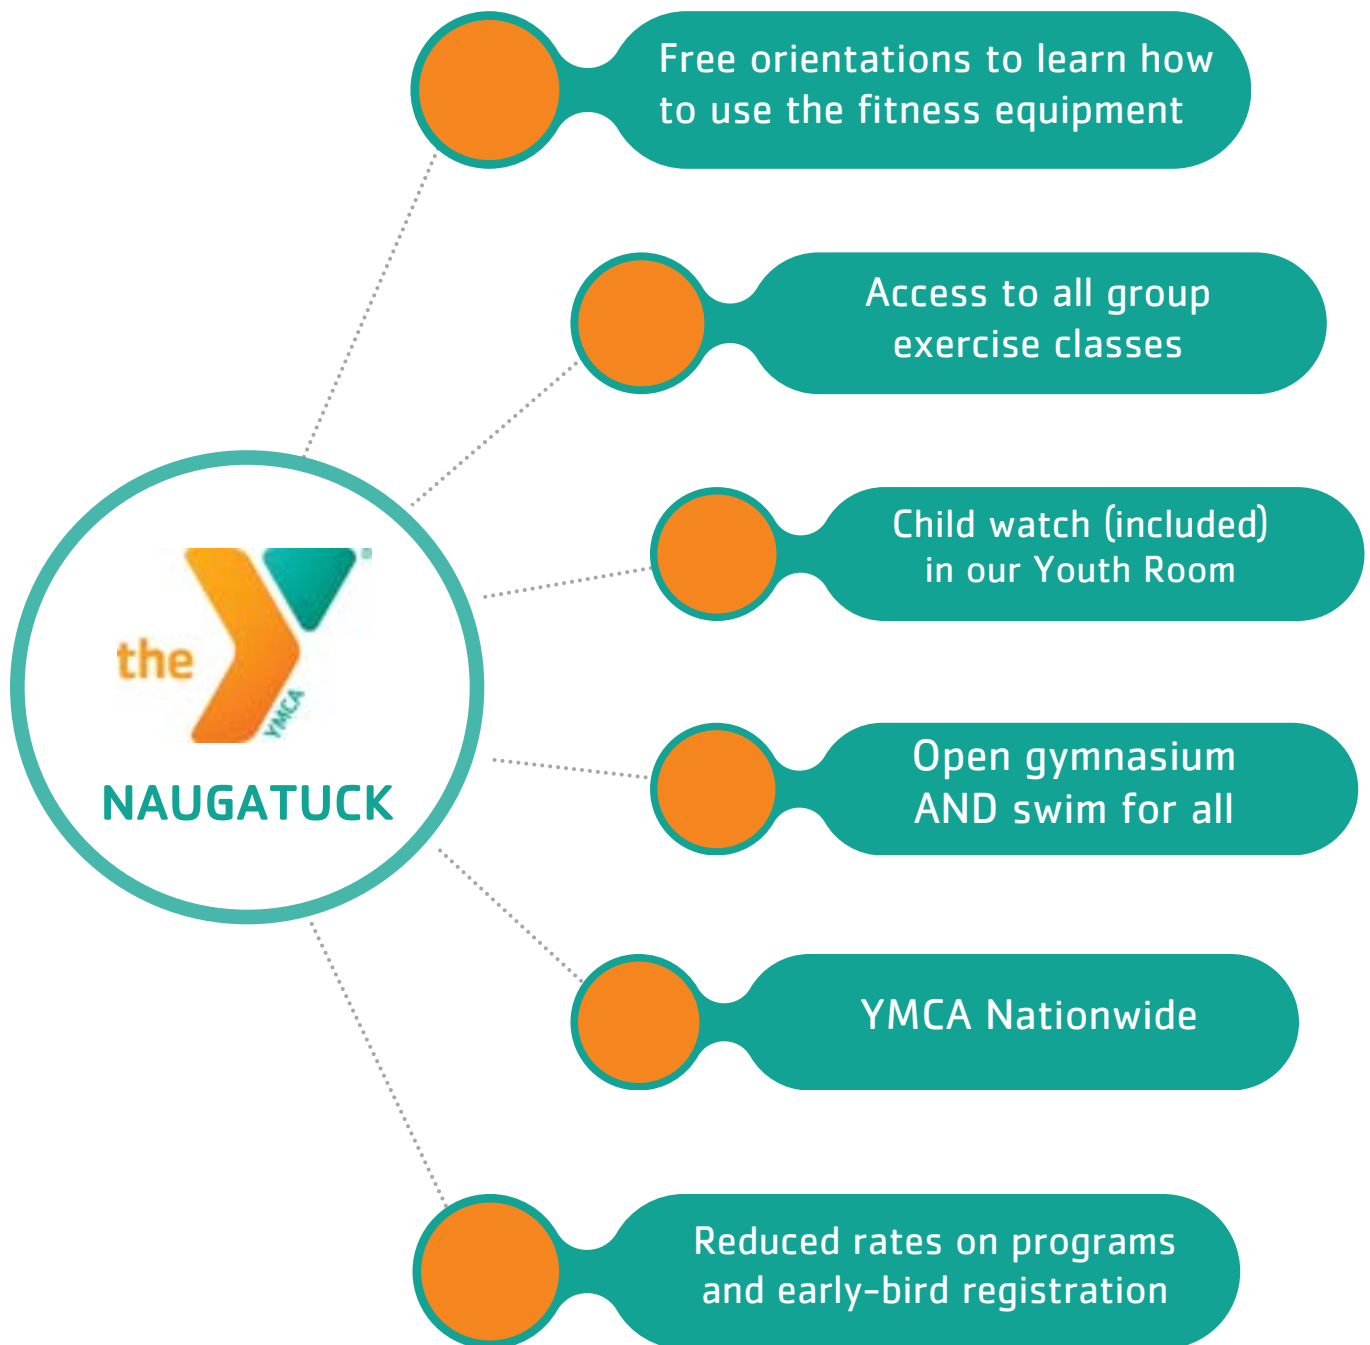 Free orientations to learn how
to use the fitness equipment
Access to all group
exercise classes
Child watch (included)
in our Youth Room
the
YMCA
®
NAUGATUCK
Open gymnasium
AND swim for all
YMCA Nationwide
Reduced rates on programs
and early-bird registration